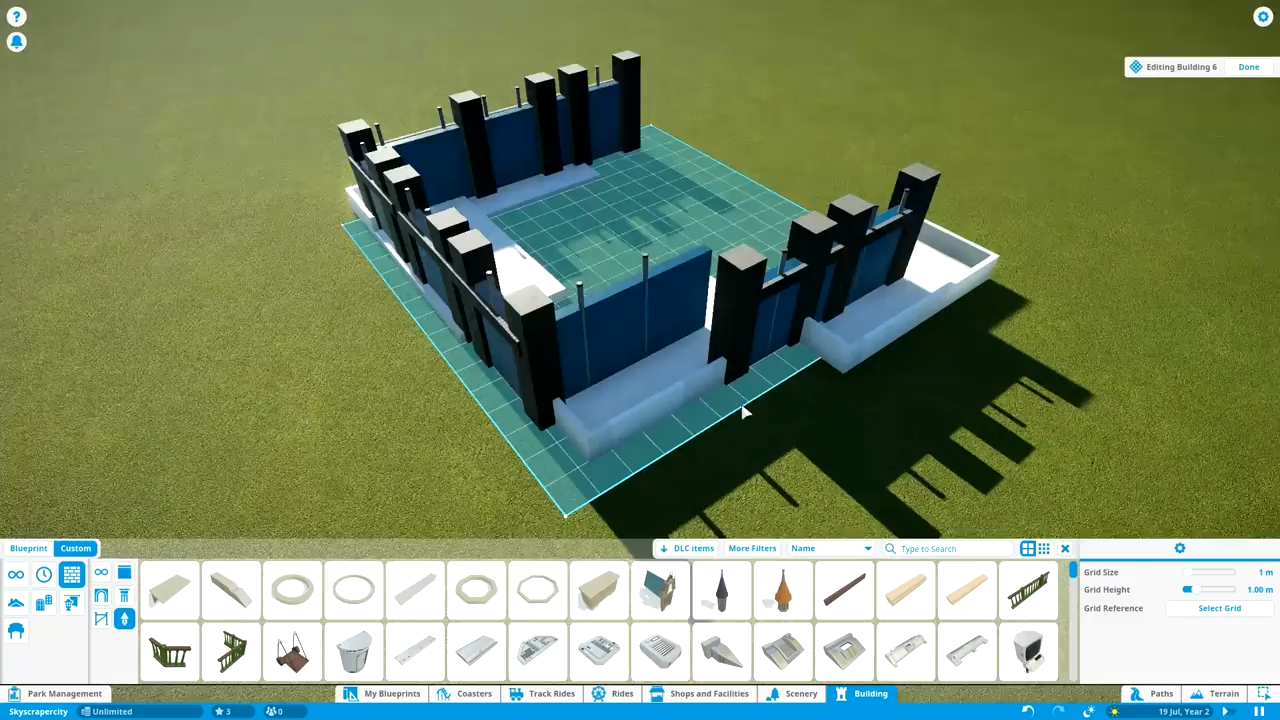 ?
Editing Building 6 Done
Blueprint Custom
DLC items More Filters Name Type to Search
Grid Size 1 m
Grid Height 1.00 m
Grid Reference Select Grid
Park Management My Blueprints Coasters Track Rides Rides Shops and Facilities Scenery Building Paths Terrain
Skyscrapercity Unlimited 3 0 19 Jul, Year 2